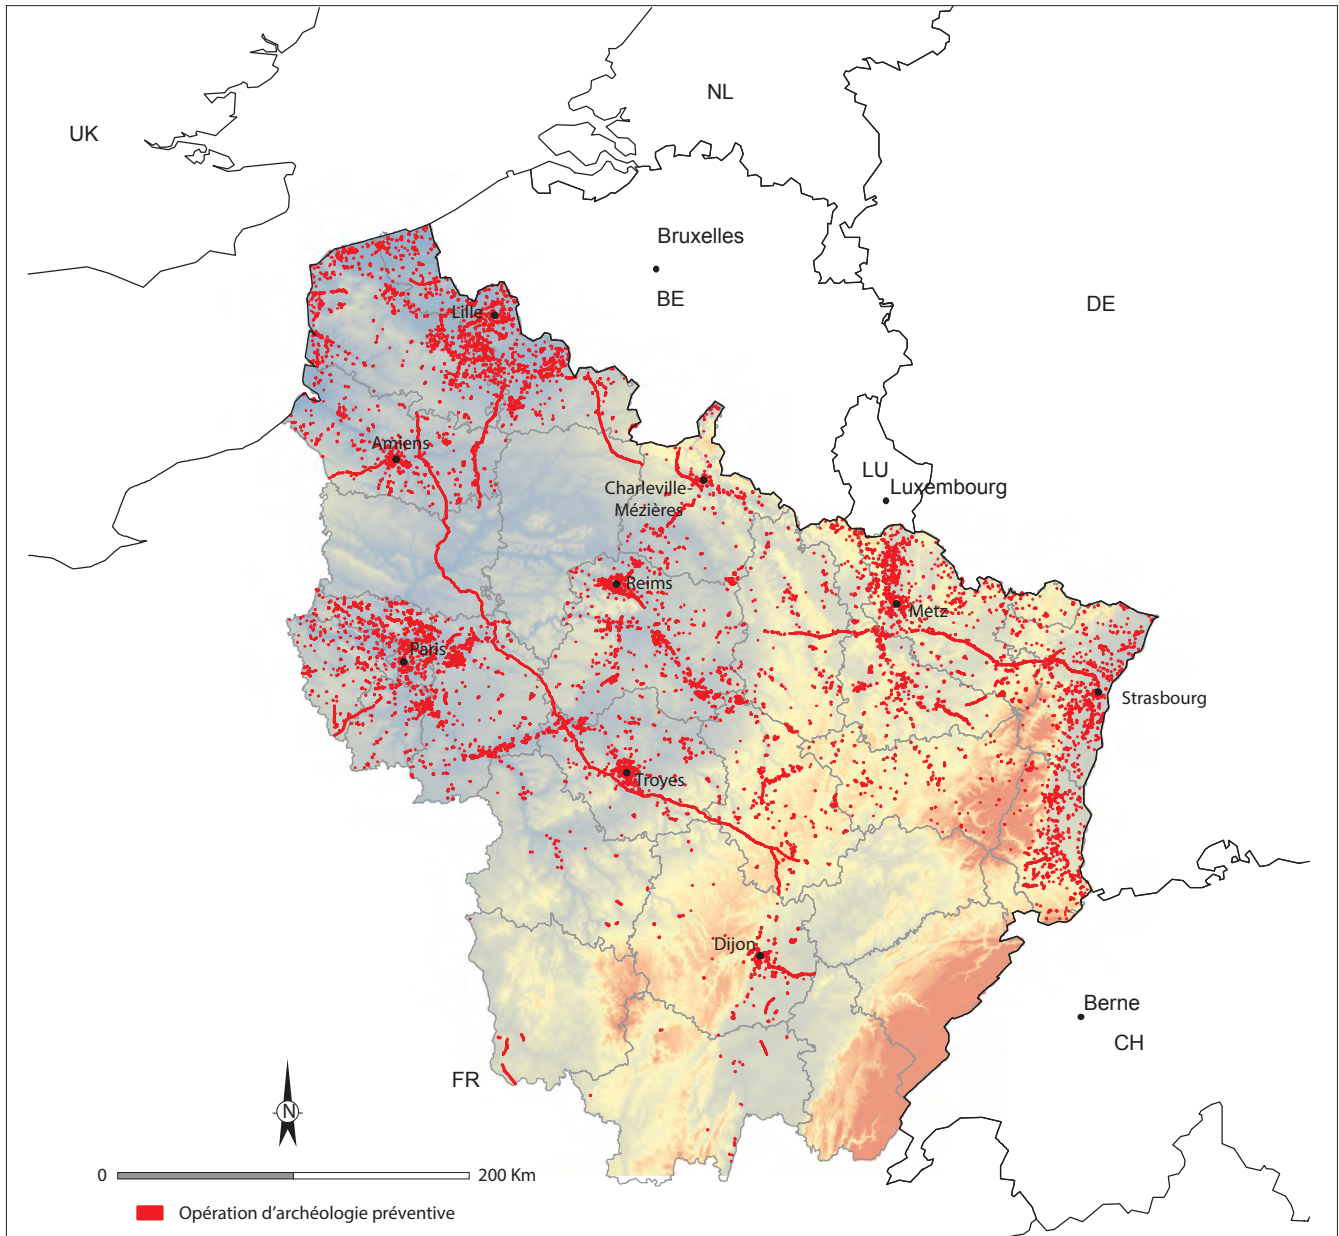 NL
UK
Bruxelles
BE
DE
Lille
Amiens
LU
Luxembourg
Charleville-
Mézières
Reims
Metz
Paris
Strasbourg
Troyes
Dijon
Berne
CH
FR
N
0
200 Km
Opération d'archéologie préventive